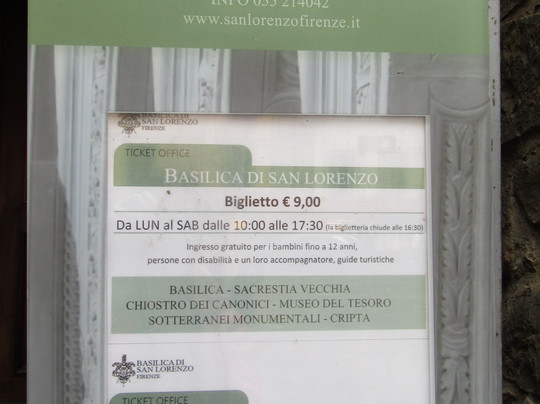 INFO 055 214042
www.sanlorenzofirenze.it
BASILICA DI
SAN LORENZO
FIRENZE
TICKET OFFICE
BASILICA DI SAN LORENZO
Biglietto € 9,00
Da LUN al SAB dalle 10:00 alle 17:30 (la biglietteria chiude alle 16:30)
Ingresso gratuito per i bambini fino a 12 anni,
persone con disabilità e un loro accompagnatore, guide turistiche
BASILICA - SACRESTIA VECCHIA
CHIOSTRO DEI CANONICI - MUSEO DEL TESORO
SOTTERRANEI MONUMENTALI - CRIPTA
BASILICA DI
SAN LORENZO
FIRENZE
TICKET OFFICE